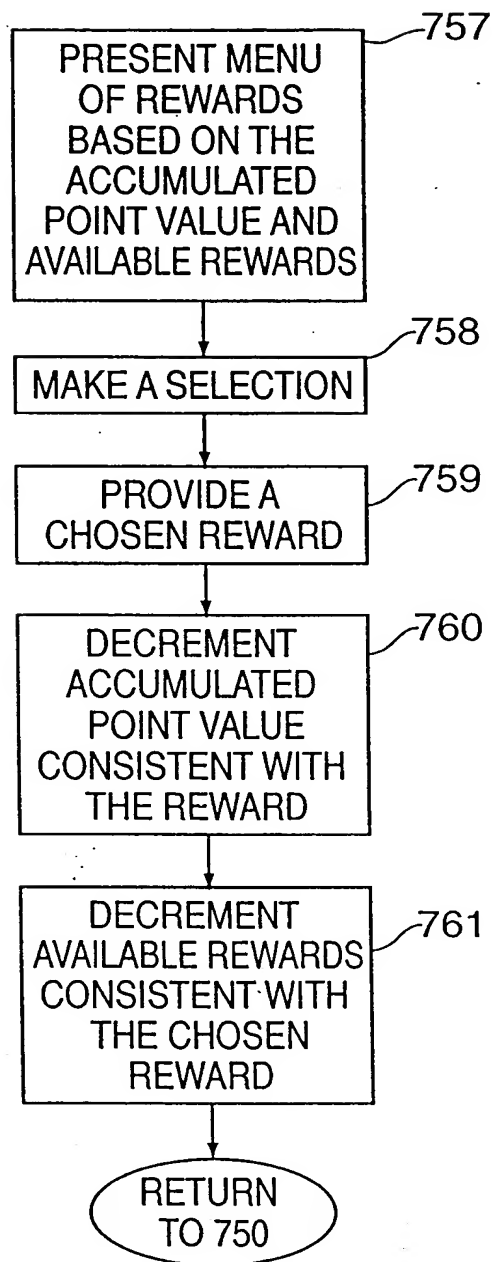 757
PRESENT MENU
OF REWARDS
BASED ON THE
ACCUMULATED
POINT VALUE AND
AVAILABLE REWARDS
758
MAKE A SELECTION
759
PROVIDE A
CHOSEN REWARD
760
DECREMENT
ACCUMULATED
POINT VALUE
CONSISTENT WITH
THE REWARD
761
DECREMENT
AVAILABLE REWARDS
CONSISTENT WITH
THE CHOSEN
REWARD
RETURN
TO 750